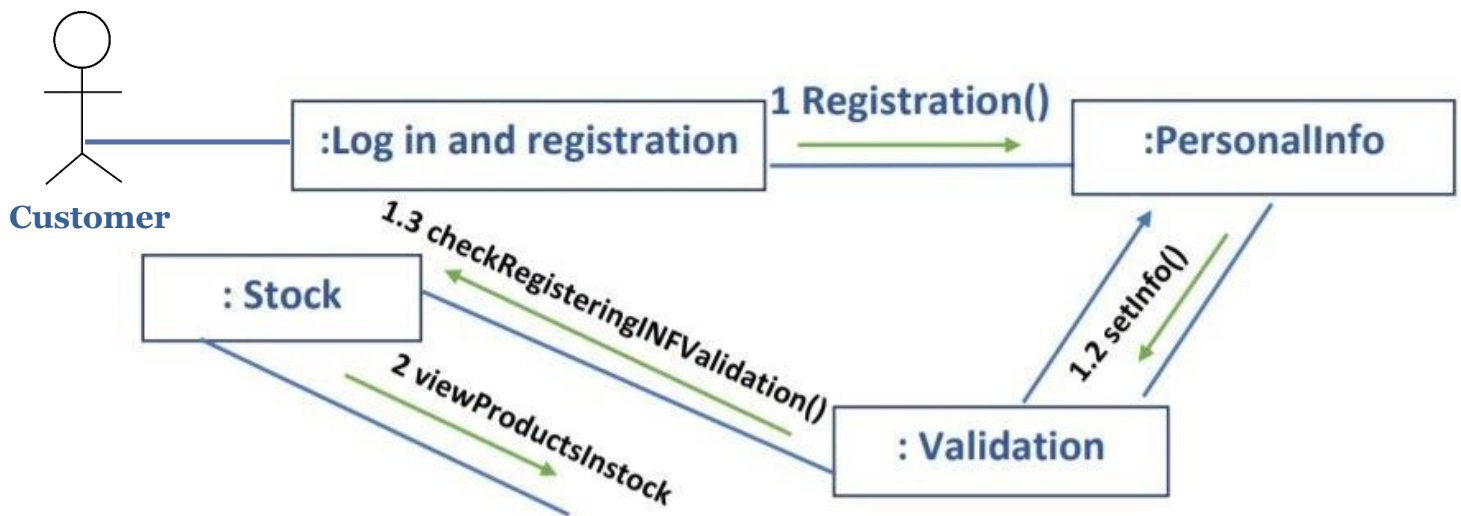 1 Registration()
:Log in and registration
:PersonalInfo
Customer
1.3 checkRegisteringINFValidation()
1.2 setInfo()
: Stock
2 viewProductsInstock
: Validation